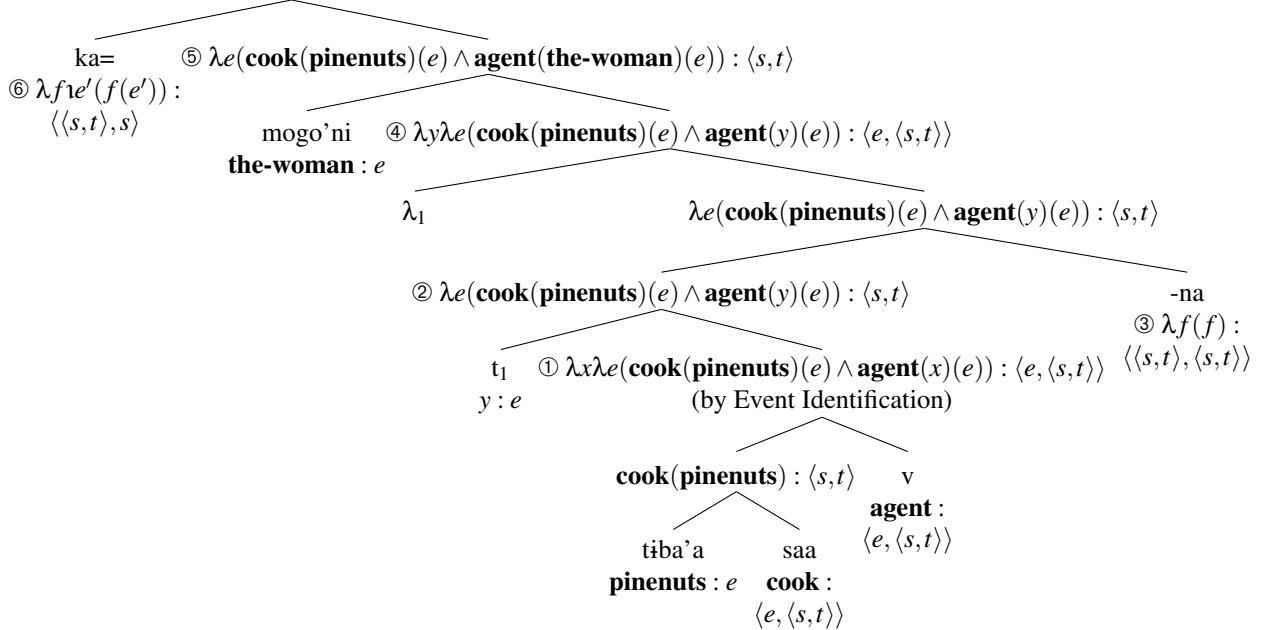 ka= ⑤ λe(cook(pinenuts)(e) ∧ agent(the-woman)(e)) : ⟨s,t⟩
⑥ λf ɿe′(f(e′)) :
⟨⟨s,t⟩,s⟩
mogo’ni ④ λyλe(cook(pinenuts)(e) ∧ agent(y)(e)) : ⟨e,⟨s,t⟩⟩
the-woman : e
λ₁ λe(cook(pinenuts)(e) ∧ agent(y)(e)) : ⟨s,t⟩
② λe(cook(pinenuts)(e) ∧ agent(y)(e)) : ⟨s,t⟩ -na
③ λf(f) :
⟨⟨s,t⟩,⟨s,t⟩⟩
t₁ ① λxλe(cook(pinenuts)(e) ∧ agent(x)(e)) : ⟨e,⟨s,t⟩⟩
y : e (by Event Identification)
cook(pinenuts) : ⟨s,t⟩ v
agent :
⟨e,⟨s,t⟩⟩
tɨba’a saa
pinenuts : e cook :
⟨e,⟨s,t⟩⟩